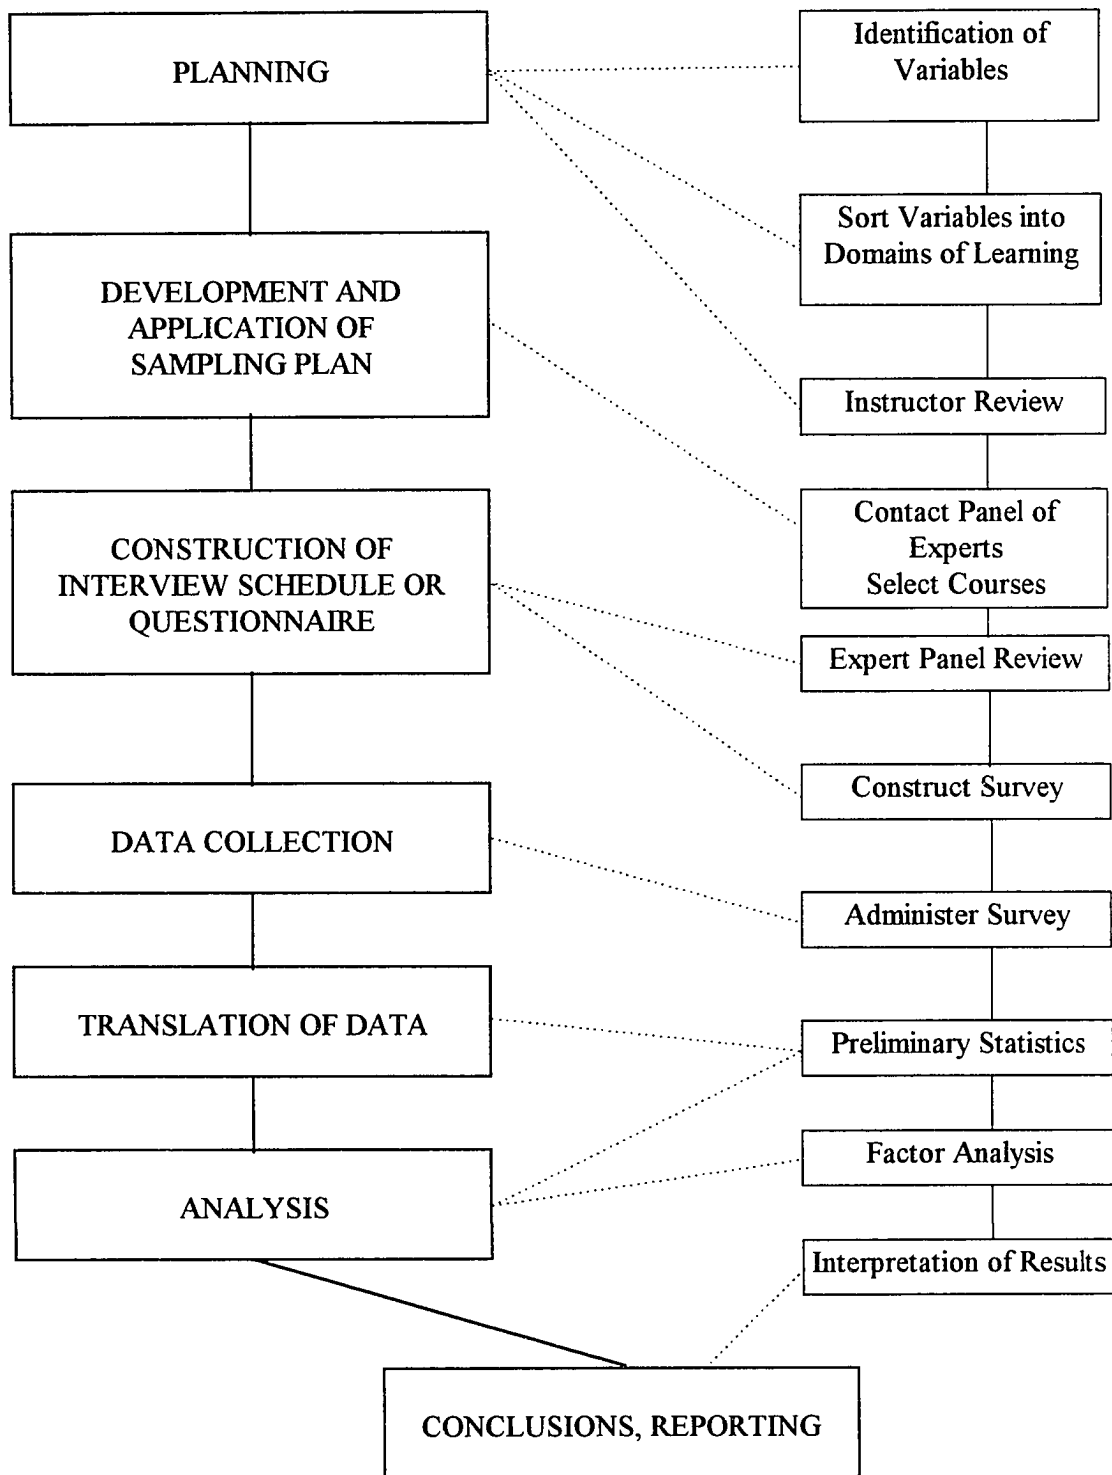 PLANNING
DEVELOPMENT AND
APPLICATION OF
SAMPLING PLAN
CONSTRUCTION OF
INTERVIEW SCHEDULE OR
QUESTIONNAIRE
DATA COLLECTION
TRANSLATION OF DATA
ANALYSIS
CONCLUSIONS, REPORTING
Identification of
Variables
Sort Variables into
Domains of Learning
Instructor Review
Contact Panel of
Experts
Select Courses
Expert Panel Review
Construct Survey
Administer Survey
Preliminary Statistics
Factor Analysis
Interpretation of Results